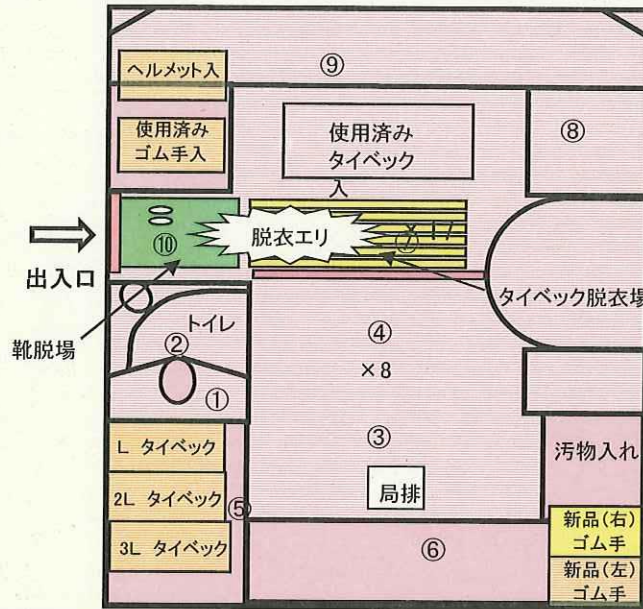 ⑨
ヘルメット入
使用済み
ゴム手入
使用済み
タイベック
入
⑧
⑩
脱衣エリ
出入口
タイベック脱衣場
靴脱場
トイレ
②
①
④
×8
③
局排
L タイベック
2L タイベック
3L タイベック
⑤
⑥
汚物入れ
新品(右)
ゴム手
新品(左)
ゴム手